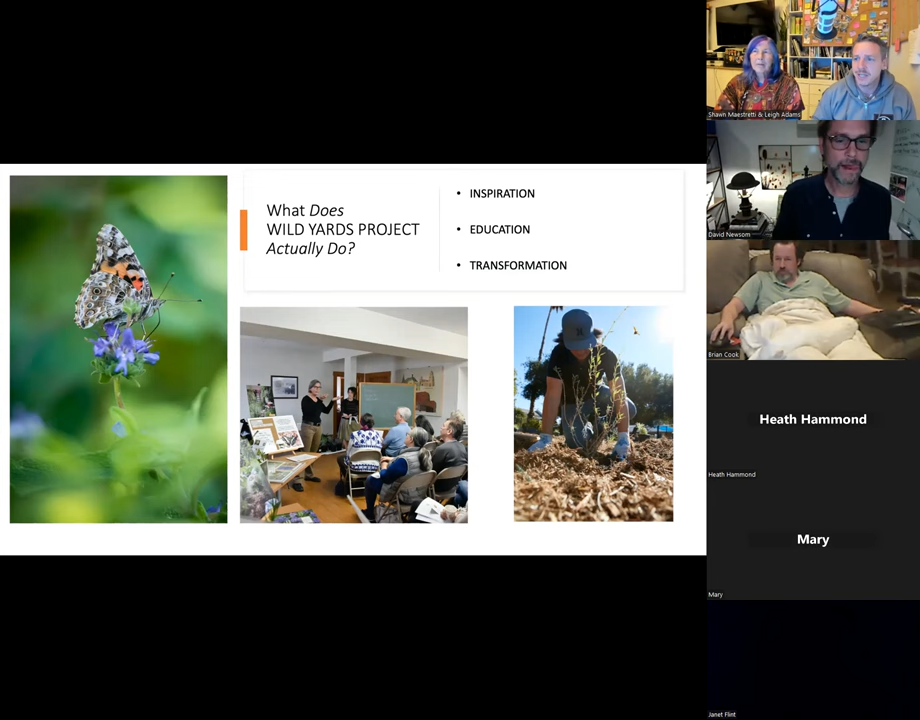 What Does
WILD YARDS PROJECT
Actually Do?
• INSPIRATION
• EDUCATION
• TRANSFORMATION
Shawn Maestretti & Leigh Adams
David Newsom
Brian Cook
Heath Hammond
Heath Hammond
Mary
Mary
Janet Flint